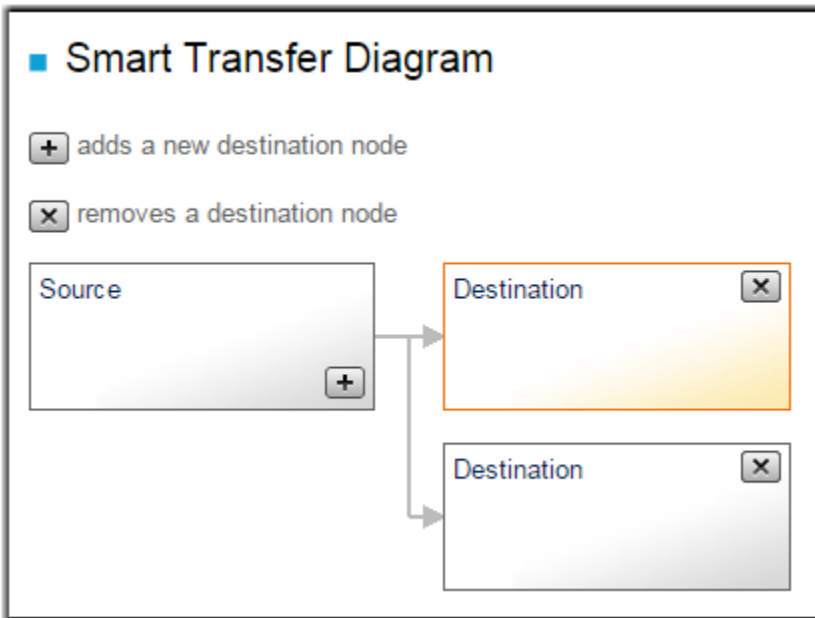 Smart Transfer Diagram
+ adds a new destination node
x removes a destination node
Source
+
Destination
x
Destination
x